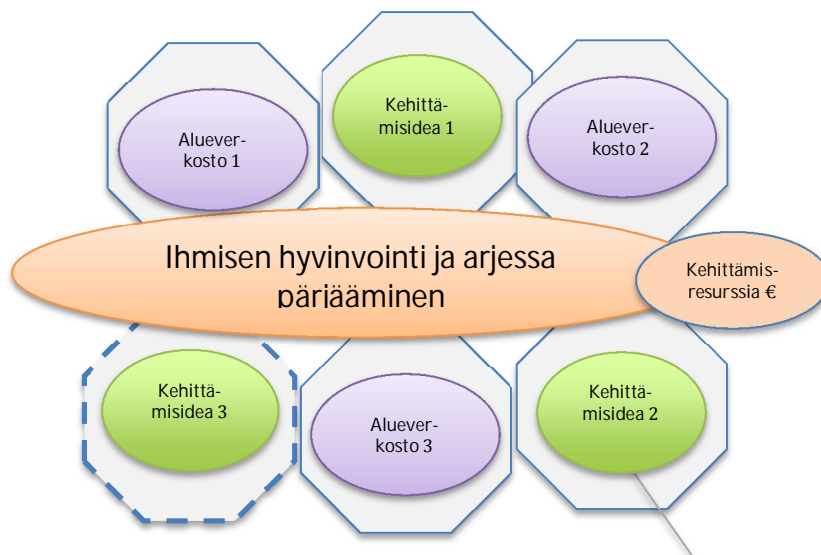 Kehittä-
misidea 1
Aluever-
kosto 1
Aluever-
kosto 2
Ihmisen hyvinvointi ja arjessa
pärjääminen
Kehittämis-
resurssia €
Kehittä-
misidea 3
Aluever-
kosto 3
Kehittä-
misidea 2